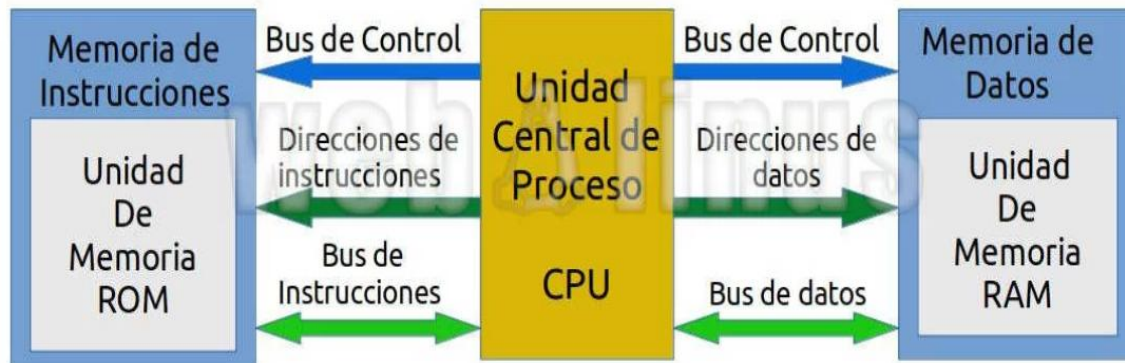 Memoria de
Instrucciones
Unidad
De
Memoria
ROM
Bus de Control
Direcciones de
instrucciones
Bus de
Instrucciones
Unidad
Central de
Proceso
CPU
Bus de Control
Direcciones de
datos
Bus de datos
Memoria de
Datos
Unidad
De
Memoria
RAM
web linus